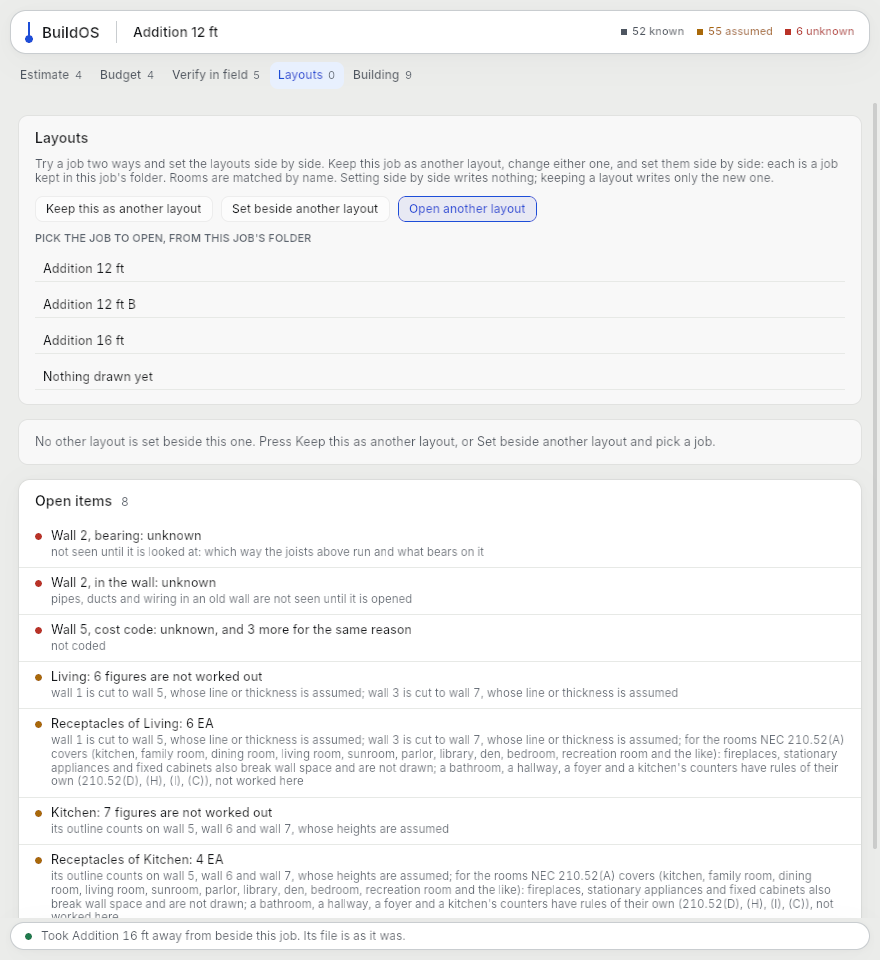 BuildOS
Addition 12 ft
52 known
55 assumed
6 unknown
Estimate 4
Budget 4
Verify in field 5
Layouts 0
Building 9
Layouts
Try a job two ways and set the layouts side by side. Keep this job as another layout, change either one, and set them side by side: each is a job
kept in this job's folder. Rooms are matched by name. Setting side by side writes nothing; keeping a layout writes only the new one.
Keep this as another layout
Set beside another layout
Open another layout
PICK THE JOB TO OPEN, FROM THIS JOB'S FOLDER
Addition 12 ft
Addition 12 ft B
Addition 16 ft
Nothing drawn yet
No other layout is set beside this one. Press Keep this as another layout, or Set beside another layout and pick a job.
Open items 8
Wall 2, bearing: unknown
not seen until it is looked at: which way the joists above run and what bears on it
Wall 2, in the wall: unknown
pipes, ducts and wiring in an old wall are not seen until it is opened
Wall 5, cost code: unknown, and 3 more for the same reason
not coded
Living: 6 figures are not worked out
wall 1 is cut to wall 5, whose line or thickness is assumed; wall 3 is cut to wall 7, whose line or thickness is assumed
Receptacles of Living: 6 EA
wall 1 is cut to wall 5, whose line or thickness is assumed; wall 3 is cut to wall 7, whose line or thickness is assumed; for the rooms NEC 210.52(A)
covers (kitchen, family room, dining room, living room, sunroom, parlor, library, den, bedroom, recreation room and the like): fireplaces, stationary
appliances and fixed cabinets also break wall space and are not drawn; a bathroom, a hallway, a foyer and a kitchen's counters have rules of their
own (210.52(D), (H), (I), (C)), not worked here
Kitchen: 7 figures are not worked out
its outline counts on wall 5, wall 6 and wall 7, whose heights are assumed
Receptacles of Kitchen: 4 EA
its outline counts on wall 5, wall 6 and wall 7, whose heights are assumed; for the rooms NEC 210.52(A) covers (kitchen, family room, dining
room, living room, sunroom, parlor, library, den, bedroom, recreation room and the like): fireplaces, stationary appliances and fixed cabinets also
break wall space and are not drawn; a bathroom, a hallway, a foyer and a kitchen's counters have rules of their own (210.52(D), (H), (I), (C)), not
worked here
Took Addition 16 ft away from beside this job. Its file is as it was.